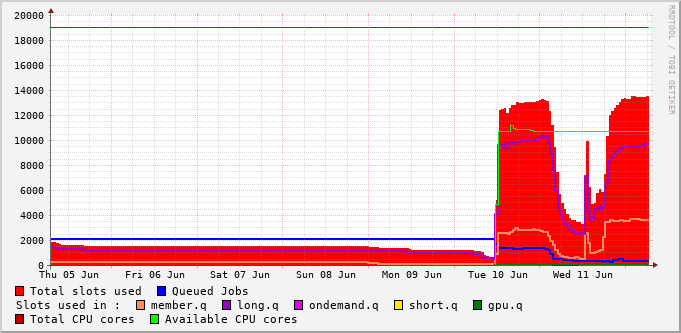 20000
18000
16000
14000
12000
10000
8000
6000
4000
2000
0
Thu 05 Jun Fri 06 Jun Sat 07 Jun Sun 08 Jun Mon 09 Jun Tue 10 Jun Wed 11 Jun
RRDTOOL / TOBI OETIKER
Total slots used Queued Jobs
Slots used in : member.q long.q ondemand.q short.q gpu.q
Total CPU cores Available CPU cores